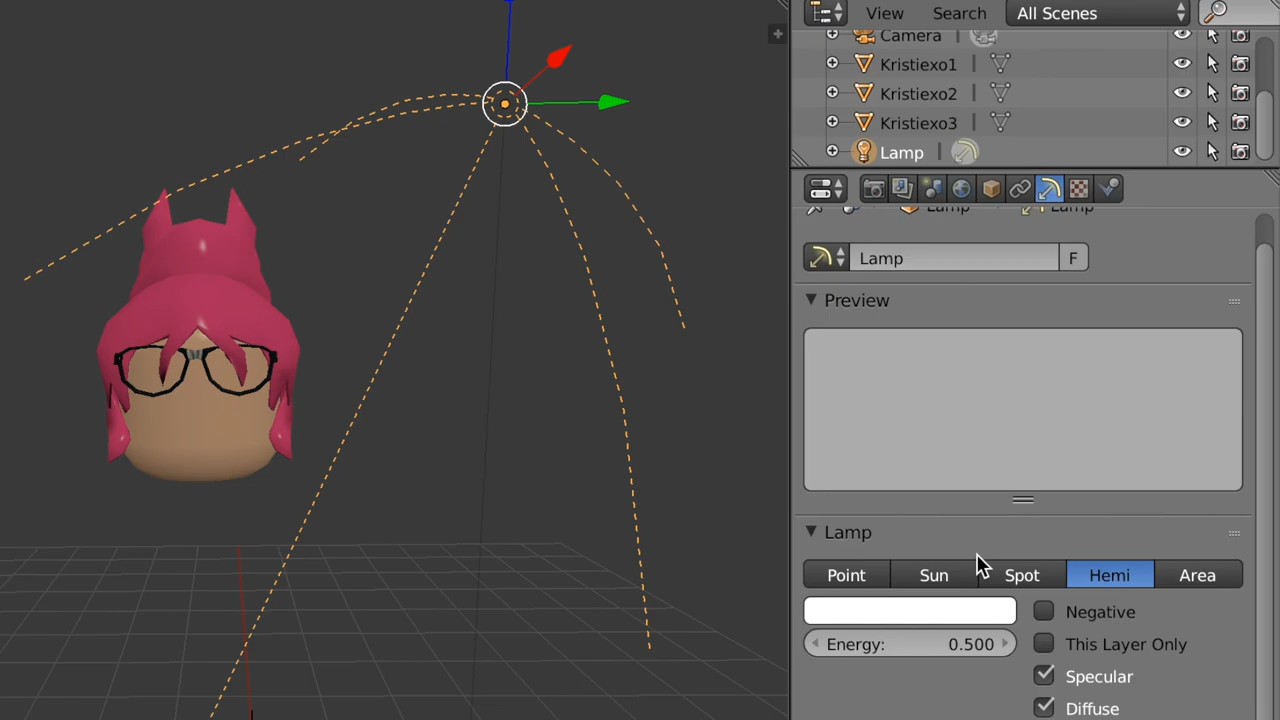 View Search All Scenes
Camera
Kristiexo1
Kristiexo2
Kristiexo3
Lamp
Lamp Lamp
Lamp F
Preview
Lamp
Point Sun Spot Hemi Area
Negative
Energy: 0.500 This Layer Only
Specular
Diffuse